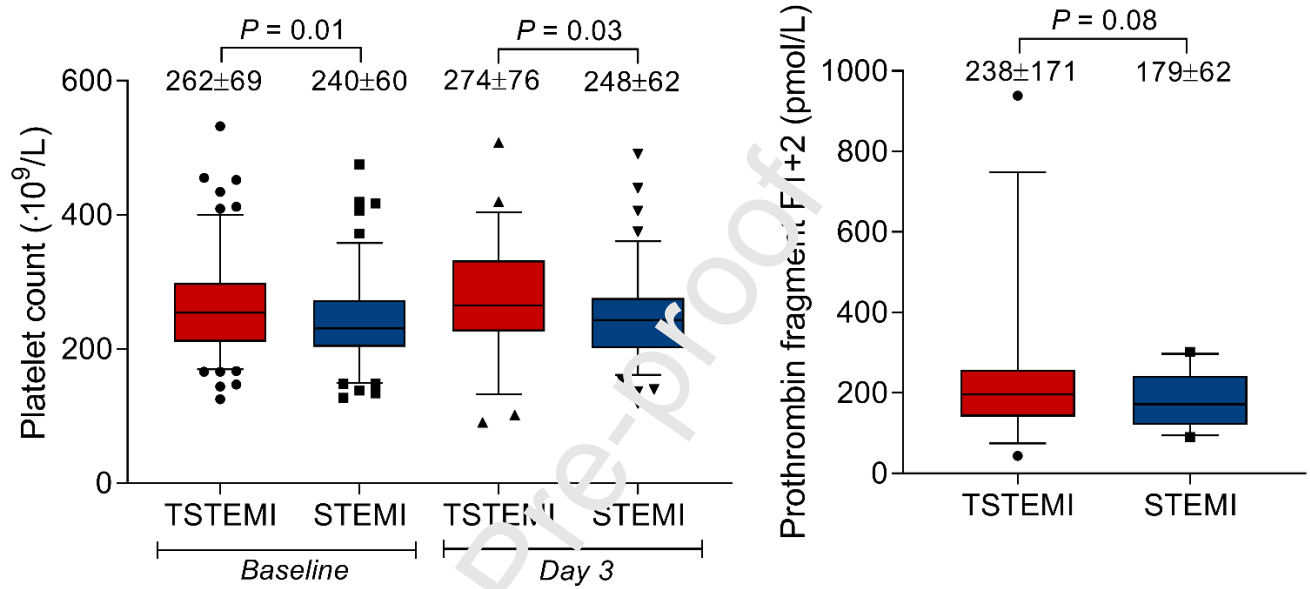 P = 0.01
P = 0.03
262±69
240±60
274±76
248±62
Platelet count (·10⁹/L)
600
400
200
0
TSTEMI
STEMI
TSTEMI
STEMI
Baseline
Day 3
P = 0.08
238±171
179±62
Prothrombin fragment F1+2 (pmol/L)
1000
800
600
400
200
0
TSTEMI
STEMI
Pre-proof